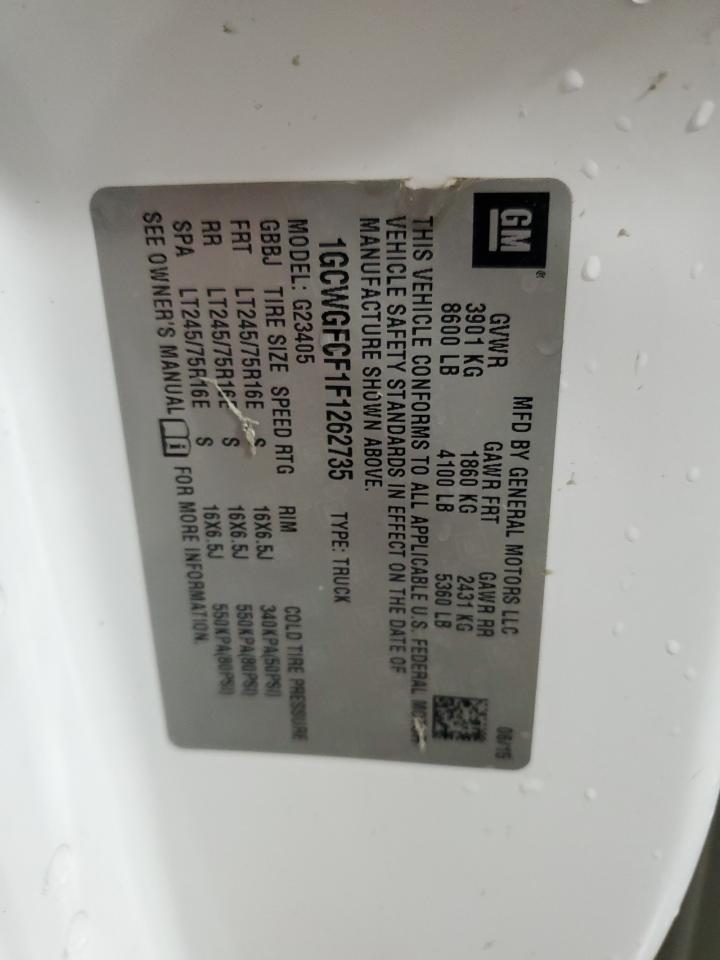 GM ®
MFD BY GENERAL MOTORS LLC 06/15
GVWR GAWR FRT GAWR RR
3901 KG 1860 KG 2431 KG
8600 LB 4100 LB 5360 LB
THIS VEHICLE CONFORMS TO ALL APPLICABLE U.S. FEDERAL MOTOR
VEHICLE SAFETY STANDARDS IN EFFECT ON THE DATE OF
MANUFACTURE SHOWN ABOVE.
1GCWGFCF1F1262735 TYPE: TRUCK
MODEL: G23405
GBBJ TIRE SIZE SPEED RTG RIM COLD TIRE PRESSURE
FRT LT245/75R16E S 16X6.5J 340KPA(50PSI)
RR LT245/75R16E S 16X6.5J 550KPA(80PSI)
SPA LT245/75R16E S 16X6.5J 550KPA(80PSI)
SEE OWNER'S MANUAL i FOR MORE INFORMATION.